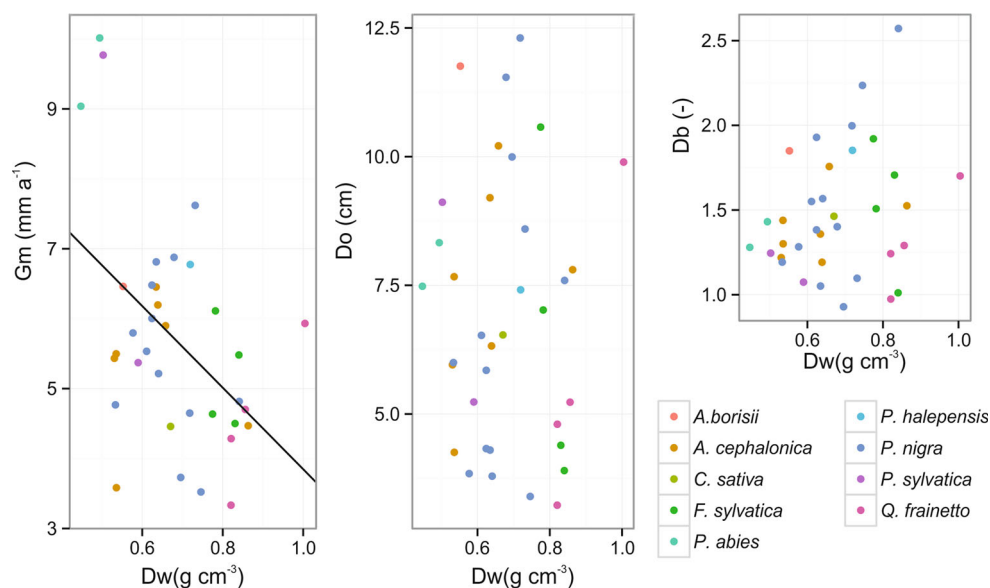 9
7
5
3
Gm (mm a⁻¹)
0.6 0.8 1.0
Dw(g cm⁻³)
12.5
10.0
7.5
5.0
Do (cm)
0.6 0.8 1.0
Dw(g cm⁻³)
2.5
2.0
1.5
1.0
Db (-)
0.6 0.8 1.0
Dw(g cm⁻³)
A.borisii
A. cephalonica
C. sativa
F. sylvatica
P. abies
P. halepensis
P. nigra
P. sylvatica
Q. frainetto